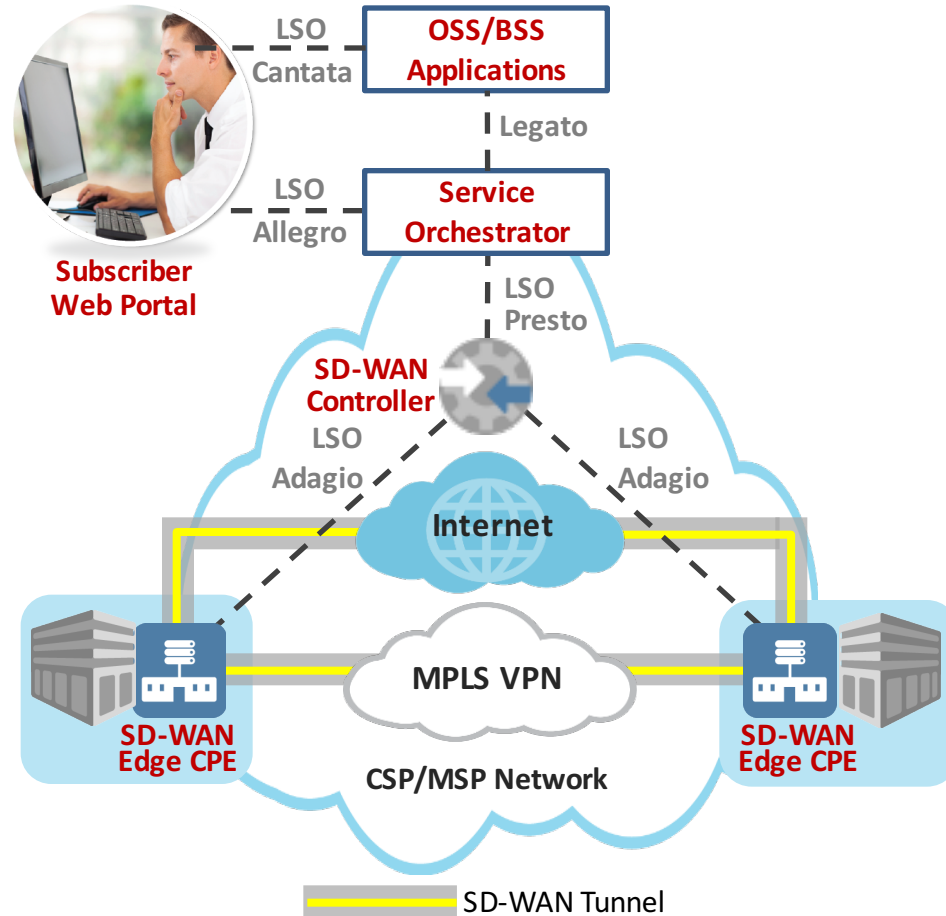 LSO
Cantata
OSS/BSS
Applications
Legato
LSO
Allegro
Service
Orchestrator
Subscriber
Web Portal
LSO
Presto
SD-WAN
Controller
LSO
Adagio
LSO
Adagio
Internet
MPLS VPN
SD-WAN
Edge CPE
SD-WAN
Edge CPE
CSP/MSP Network
SD-WAN Tunnel